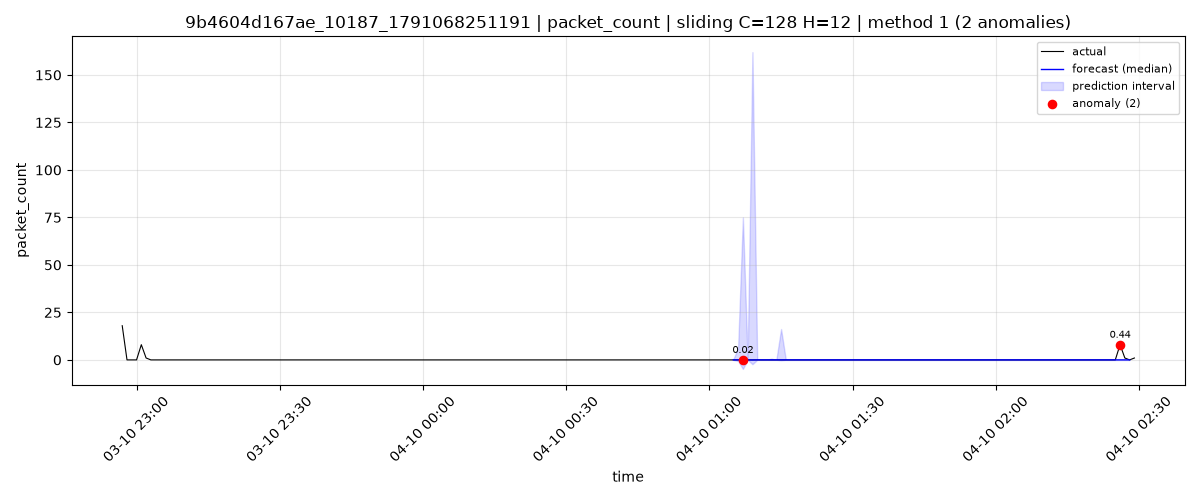 9b4604d167ae_10187_1791068251191 | packet_count | sliding C=128 H=12 | method 1 (2 anomalies)
actual
forecast (median)
prediction interval
anomaly (2)
packet_count
150
125
100
75
50
25
0
0.02
0.44
03-10 23:00
03-10 23:30
04-10 00:00
04-10 00:30
04-10 01:00
04-10 01:30
04-10 02:00
04-10 02:30
time